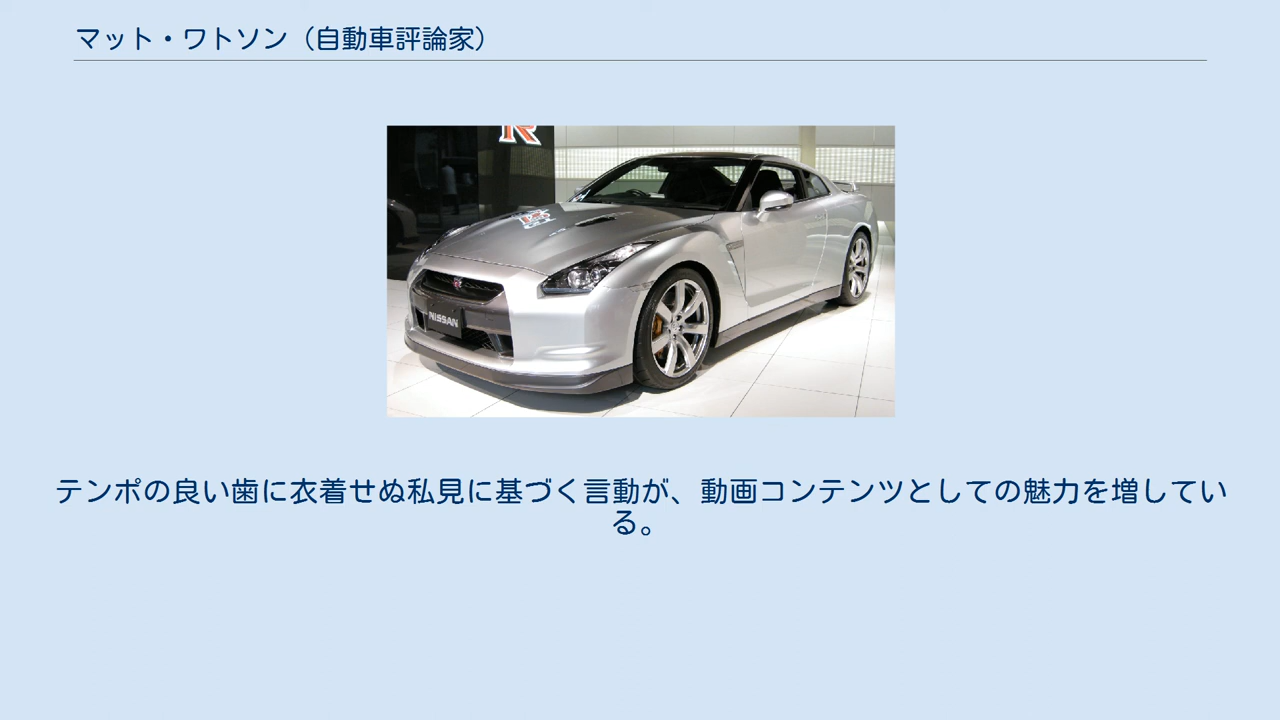 マット・ワトソン（自動車評論家）
R
NISSAN
テンポの良い歯に衣着せぬ私見に基づく言動が、動画コンテンツとしての魅力を増してい
る。